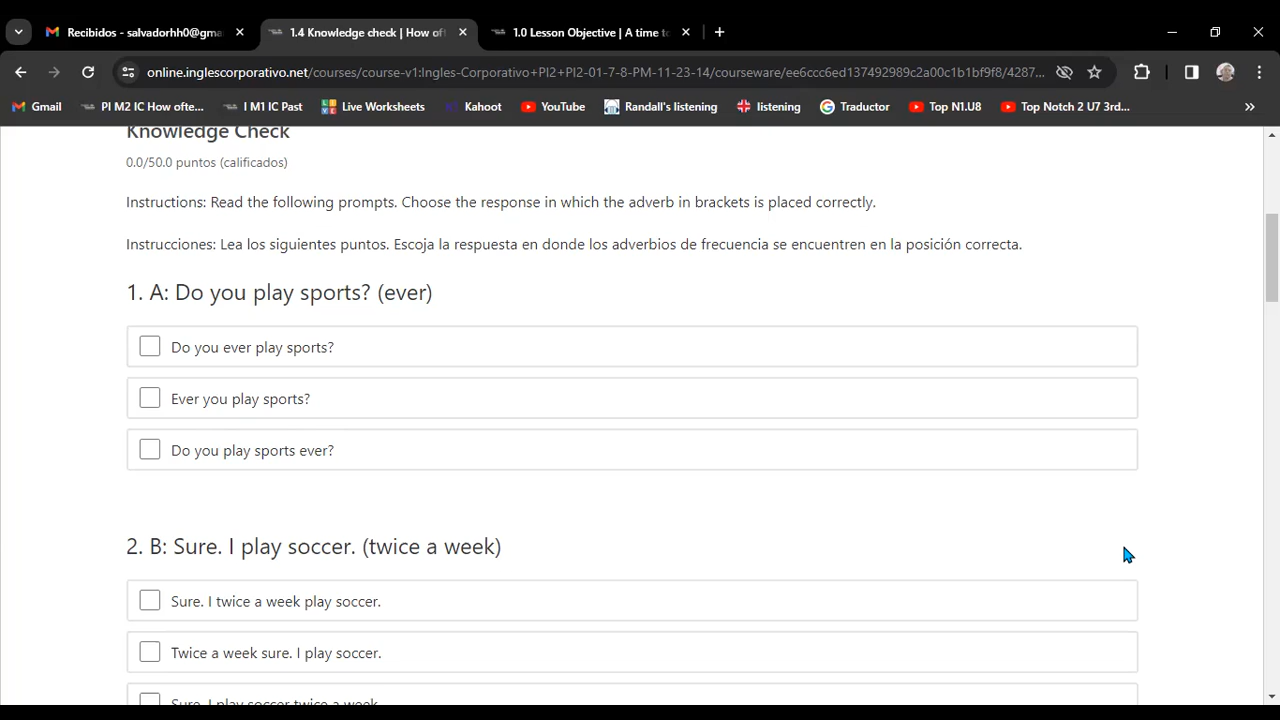 Recibidos - salvadorhh0@gma
1.4 Knowledge check | How of
1.0 Lesson Objective | A time to
online.inglescorporativo.net/courses/course-v1:Ingles-Corporativo+PI2+PI2-01-7-8-PM-11-23-14/courseware/ee6ccc6ed137492989c2a00c1b1bf9f8/4287...
Gmail
PI M2 IC How ofte...
I M1 IC Past
Live Worksheets
Kahoot
YouTube
Randall's listening
listening
Traductor
Top N1.U8
Top Notch 2 U7 3rd...
Knowledge Check
0.0/50.0 puntos (calificados)
Instructions: Read the following prompts. Choose the response in which the adverb in brackets is placed correctly.
Instrucciones: Lea los siguientes puntos. Escoja la respuesta en donde los adverbios de frecuencia se encuentren en la posición correcta.
1. A: Do you play sports? (ever)
Do you ever play sports?
Ever you play sports?
Do you play sports ever?
2. B: Sure. I play soccer. (twice a week)
Sure. I twice a week play soccer.
Twice a week sure. I play soccer.
Sure. I play soccer twice a week.